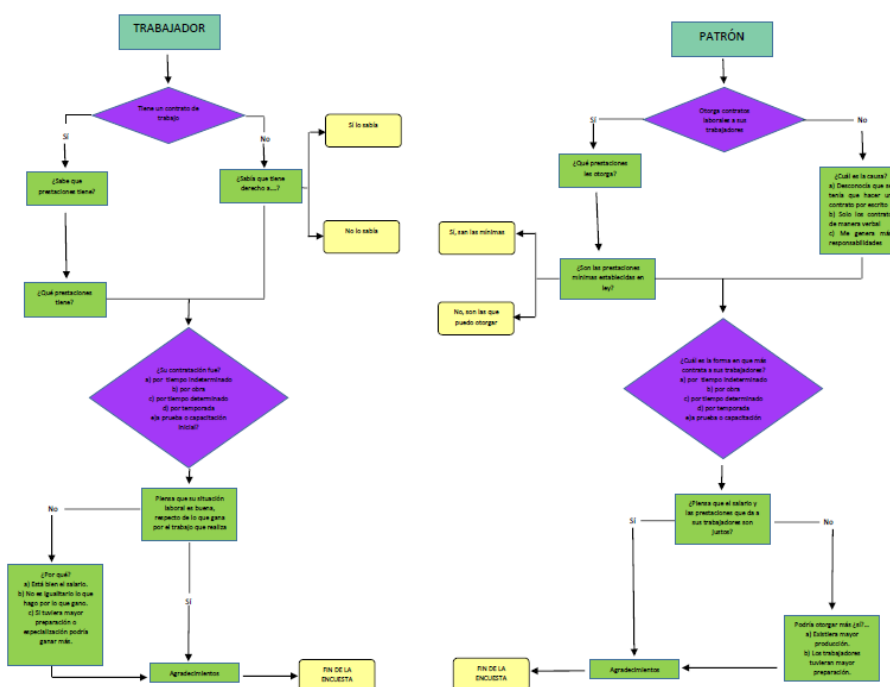 TRABAJADOR
Tiene un contrato de
trabajo
Sí
No
Sí lo sabía
¿Sabe que
prestaciones tiene?
¿Sabía que tiene
derecho a....?
No lo sabía
¿Qué prestaciones
tiene?
¿Su contratación fue?
a) por tiempo indeterminado
b) por obra
c) por tiempo determinado
d) por temporada
e)a prueba o capacitación
inicial?
Piensa que su situación
laboral es buena,
respecto de lo que gana
por el trabajo que realiza
No
¿Por qué?
a) Está bien el salario.
b) No es igualitario lo que
hago por lo que gano.
c) Si tuviera mayor
preparación o
especialización podría
ganar más.
Sí
Agradecimientos
FIN DE LA
ENCUESTA
PATRÓN
Otorga contratos
laborales a sus
trabajadores
Sí
No
¿Qué prestaciones
les otorga?
¿Cuál es la causa?
a) Desconocía que se
tenía que hacer un
contrato por escrito
b) Solo los contrato
de manera verbal
c) Me genera más
responsabilidades
Sí, son las mínimas
¿Son las prestaciones
mínimas establecidas en
ley?
No, son las que
puedo otorgar
¿Cuál es la forma en que más
contrata a sus trabajadores?
a) por tiempo indeterminado
b) por obra
c) por tiempo determinado
d) por temporada
e)a prueba o capacitación
¿Piensa que el salario y
las prestaciones que da a
sus trabajadores son
justos?
Sí
No
Podría otorgar más ¿si?...
a) Existiera mayor
producción.
b) Los trabajadores
tuvieran mayor
preparación.
Agradecimientos
FIN DE LA
ENCUESTA